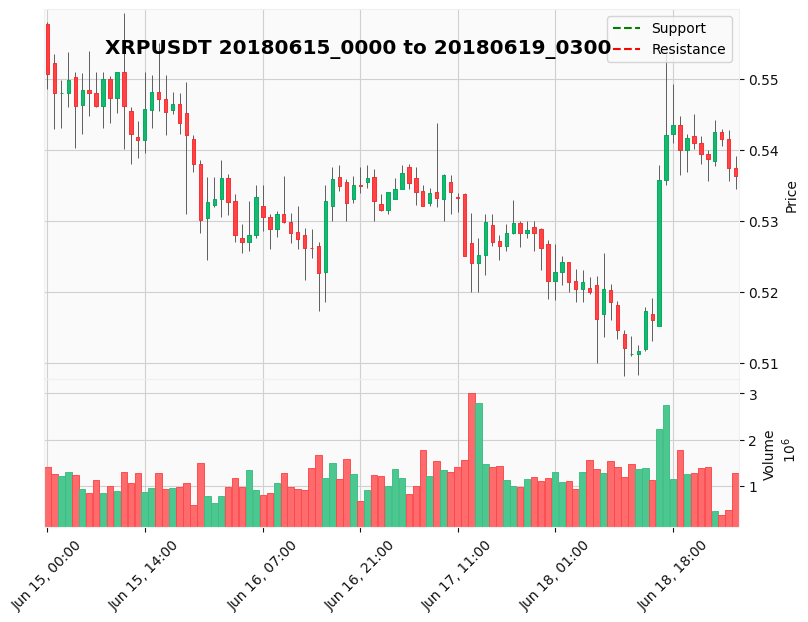 XRPUSDT 20180615_0000 to 20180619_0300
Support
Resistance
0.55
0.54
0.53
0.52
0.51
Price
3
2
1
Volume
10^6
Jun 15, 00:00
Jun 15, 14:00
Jun 16, 07:00
Jun 16, 21:00
Jun 17, 11:00
Jun 18, 01:00
Jun 18, 18:00